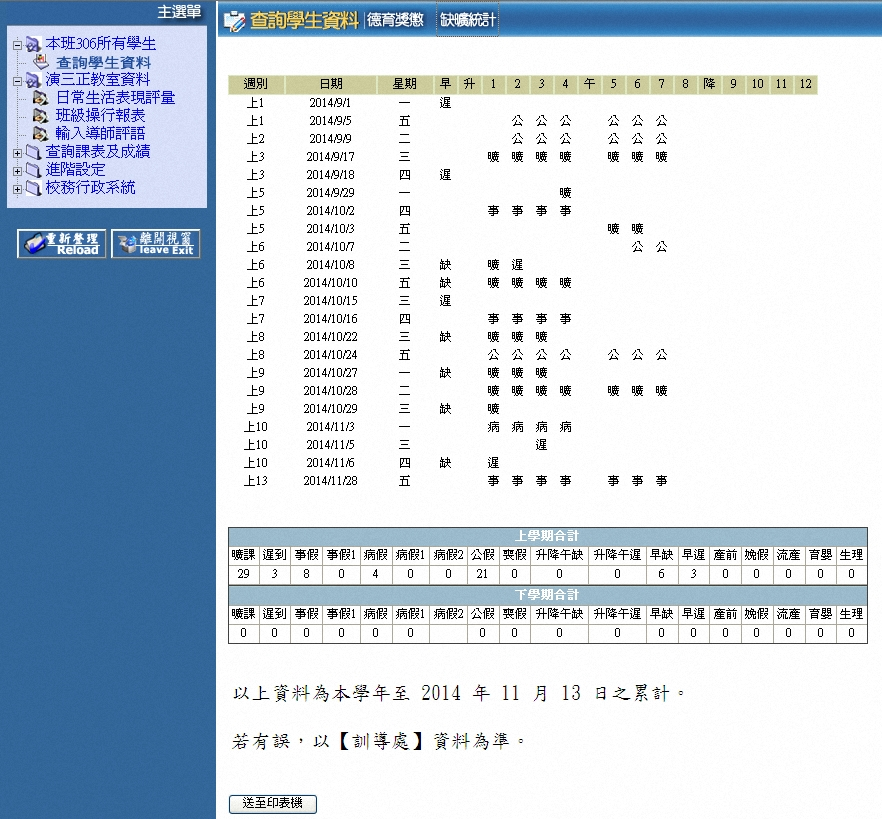 主選單
本班306所有學生
查詢學生資料
演三正教室資料
日常生活表現評量
班級操行報表
輸入導師評語
查詢課表及成績
進階設定
校務行政系統
重新整理 Reload
離開視窗 leave Exit
查詢學生資料 德育獎懲 缺曠統計
週別 日期 星期 早 升 1 2 3 4 午 5 6 7 8 降 9 10 11 12
上1 2014/9/1 一 遲
上1 2014/9/5 五 公 公 公 公 公 公
上2 2014/9/9 二 公 公 公 公 公 公
上3 2014/9/17 三 曠 曠 曠 曠 曠 曠 曠
上3 2014/9/18 四 遲
上5 2014/9/29 一 曠
上5 2014/10/2 四 事 事 事 事
上5 2014/10/3 五 曠 曠
上6 2014/10/7 二 公 公
上6 2014/10/8 三 缺 曠 遲
上6 2014/10/10 五 缺 曠 曠 曠 曠
上7 2014/10/15 三 遲
上7 2014/10/16 四 事 事 事 事
上8 2014/10/22 三 缺 曠 曠 曠
上8 2014/10/24 五 公 公 公 公 公 公 公
上9 2014/10/27 一 缺 曠 曠 曠
上9 2014/10/28 二 曠 曠 曠 曠 曠 曠 曠
上9 2014/10/29 三 缺 曠
上10 2014/11/3 一 病 病 病 病
上10 2014/11/5 三 遲
上10 2014/11/6 四 缺 遲
上13 2014/11/28 五 事 事 事 事 事 事 事
上學期合計
曠課 遲到 事假 事假1 病假 病假1 病假2 公假 喪假 升降午缺 升降午遲 早缺 早遲 產前 娩假 流產 育嬰 生理
29 3 8 0 4 0 0 21 0 0 0 6 3 0 0 0 0 0
下學期合計
曠課 遲到 事假 事假1 病假 病假1 病假2 公假 喪假 升降午缺 升降午遲 早缺 早遲 產前 娩假 流產 育嬰 生理
0 0 0 0 0 0 0 0 0 0 0 0 0 0 0 0 0
以上資料為本學年至 2014 年 11 月 13 日之累計。
若有誤，以【訓導處】資料為準。
送至印表機